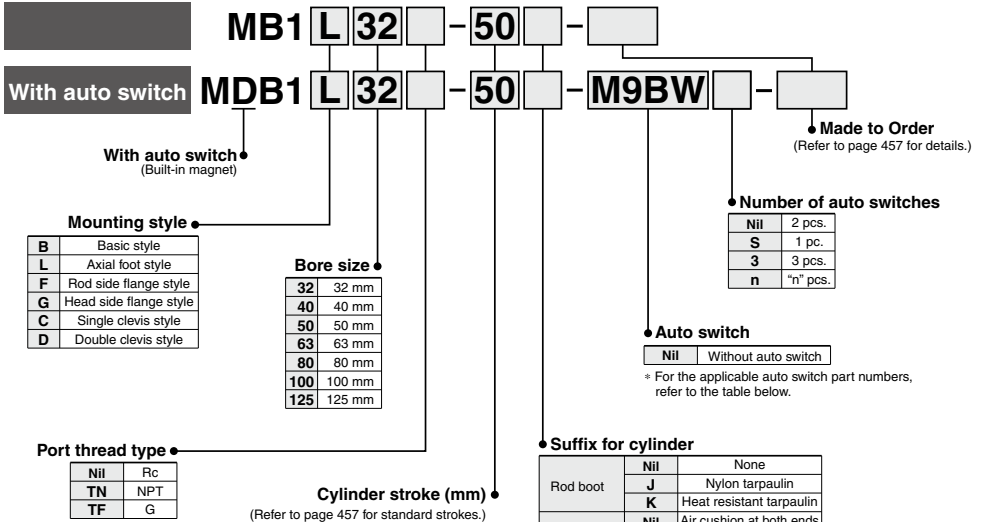 MB1 L 32 - 50 -
With auto switch MDB1 L 32 - 50 - M9BW -
Made to Order
(Refer to page 457 for details.)
With auto switch
(Built-in magnet)
Number of auto switches
Nil 2 pcs.
S 1 pc.
3 3 pcs.
n “n” pcs.
Mounting style
B Basic style
L Axial foot style
F Rod side flange style
G Head side flange style
C Single clevis style
D Double clevis style
Bore size
32 32 mm
40 40 mm
50 50 mm
63 63 mm
80 80 mm
100 100 mm
125 125 mm
Auto switch
Nil Without auto switch
∗ For the applicable auto switch part numbers,
refer to the table below.
Port thread type
Nil Rc
TN NPT
TF G
Cylinder stroke (mm)
(Refer to page 457 for standard strokes.)
Suffix for cylinder
Rod boot Nil None
J Nylon tarpaulin
K Heat resistant tarpaulin
Nil Air cushion at both ends